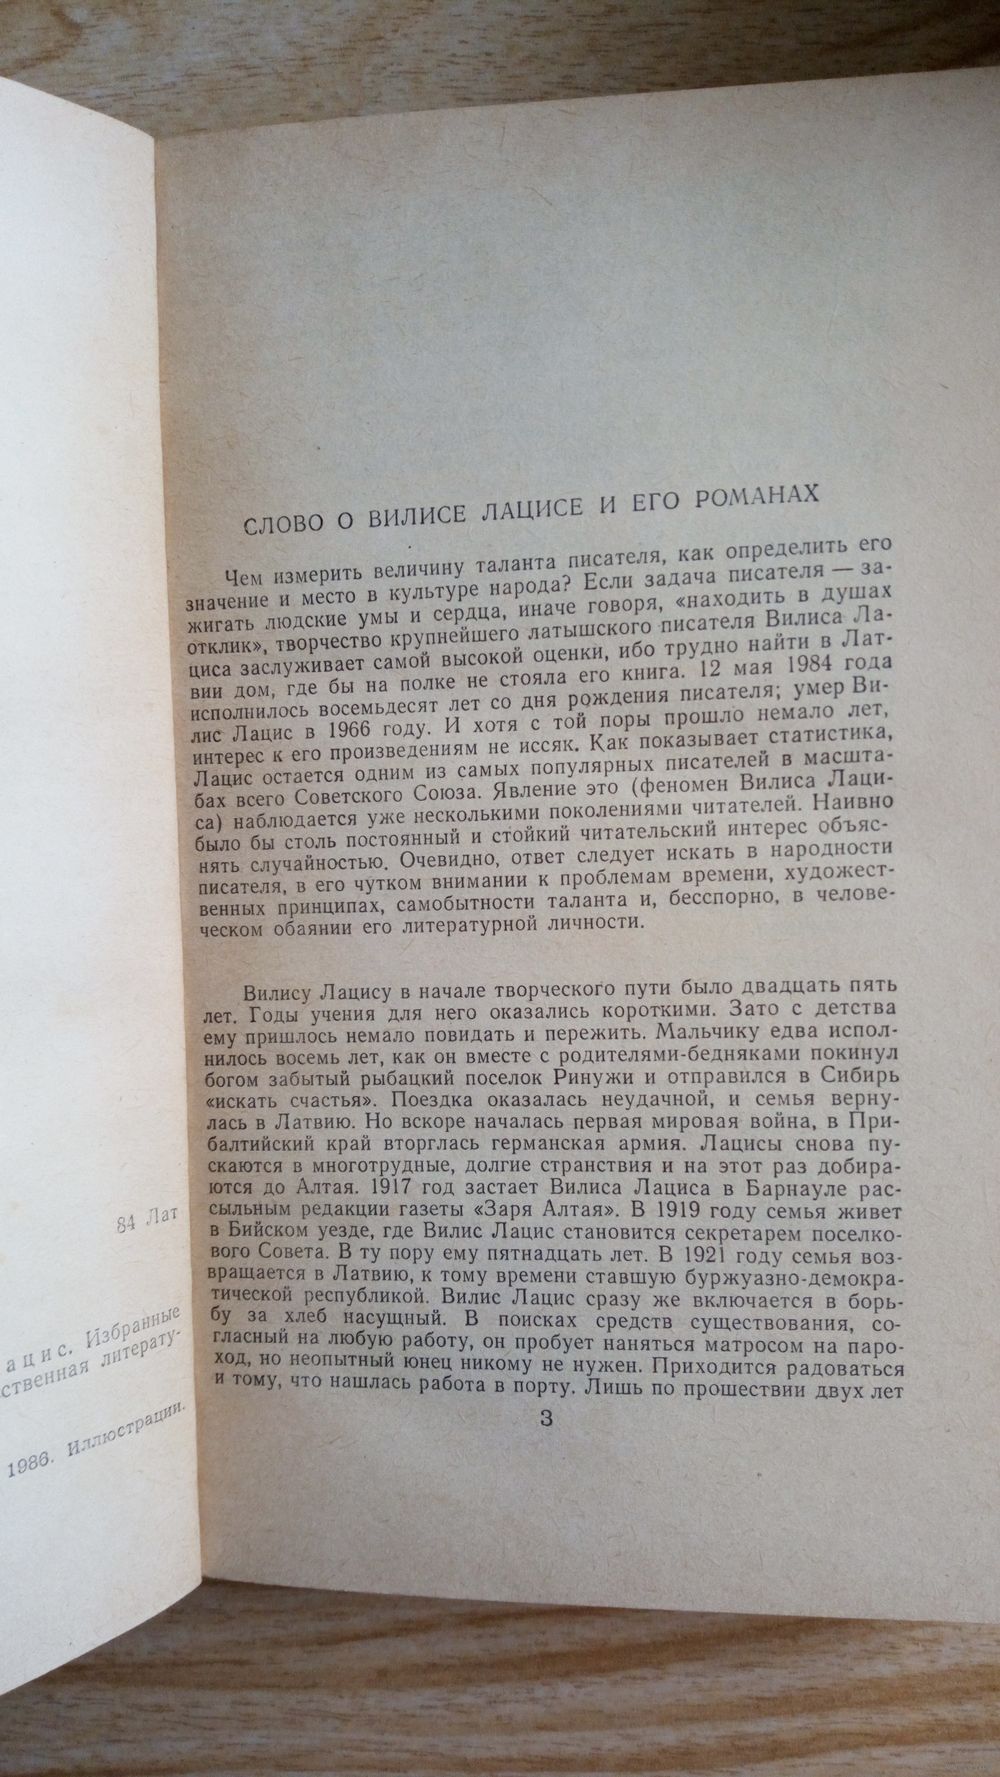 84 Лат
ацис. Избранные
ственная литерату-
1986. Иллюстрации.
СЛОВО О ВИЛИСЕ ЛАЦИСЕ И ЕГО РОМАНАХ
Чем измерить величину таланта писателя, как определить его
значение и место в культуре народа? Если задача писателя — за-
жигать людские умы и сердца, иначе говоря, «находить в душах
отклик», творчество крупнейшего латышского писателя Вилиса Ла-
циса заслуживает самой высокой оценки, ибо трудно найти в Лат-
вии дом, где бы на полке не стояла его книга. 12 мая 1984 года
исполнилось восемьдесят лет со дня рождения писателя; умер Ви-
лис Лацис в 1966 году. И хотя с той поры прошло немало лет,
интерес к его произведениям не иссяк. Как показывает статистика,
Лацис остается одним из самых популярных писателей в масшта-
бах всего Советского Союза. Явление это (феномен Вилиса Лаци-
са) наблюдается уже несколькими поколениями читателей. Наивно
было бы столь постоянный и стойкий читательский интерес объяс-
нять случайностью. Очевидно, ответ следует искать в народности
писателя, в его чутком внимании к проблемам времени, художест-
венных принципах, самобытности таланта и, бесспорно, в челове-
ческом обаянии его литературной личности.
Вилису Лацису в начале творческого пути было двадцать пять
лет. Годы учения для него оказались короткими. Зато с детства
ему пришлось немало повидать и пережить. Мальчику едва испол-
нилось восемь лет, как он вместе с родителями-бедняками покинул
богом забытый рыбацкий поселок Ринужи и отправился в Сибирь
«искать счастья». Поездка оказалась неудачной, и семья верну-
лась в Латвию. Но вскоре началась первая мировая война, в При-
балтийский край вторглась германская армия. Лацисы снова пу-
скаются в многотрудные, долгие странствия и на этот раз добира-
ются до Алтая. 1917 год застает Вилиса Лациса в Барнауле рас-
сыльным редакции газеты «Заря Алтая». В 1919 году семья живет
в Бийском уезде, где Вилис Лацис становится секретарем поселко-
вого Совета. В ту пору ему пятнадцать лет. В 1921 году семья воз-
вращается в Латвию, к тому времени ставшую буржуазно-демокра-
тической республикой. Вилис Лацис сразу же включается в борь-
бу за хлеб насущный. В поисках средств существования, со-
гласный на любую работу, он пробует наняться матросом на паро-
ход, но неопытный юнец никому не нужен. Приходится радоваться
и тому, что нашлась работа в порту. Лишь по прошествии двух лет
3